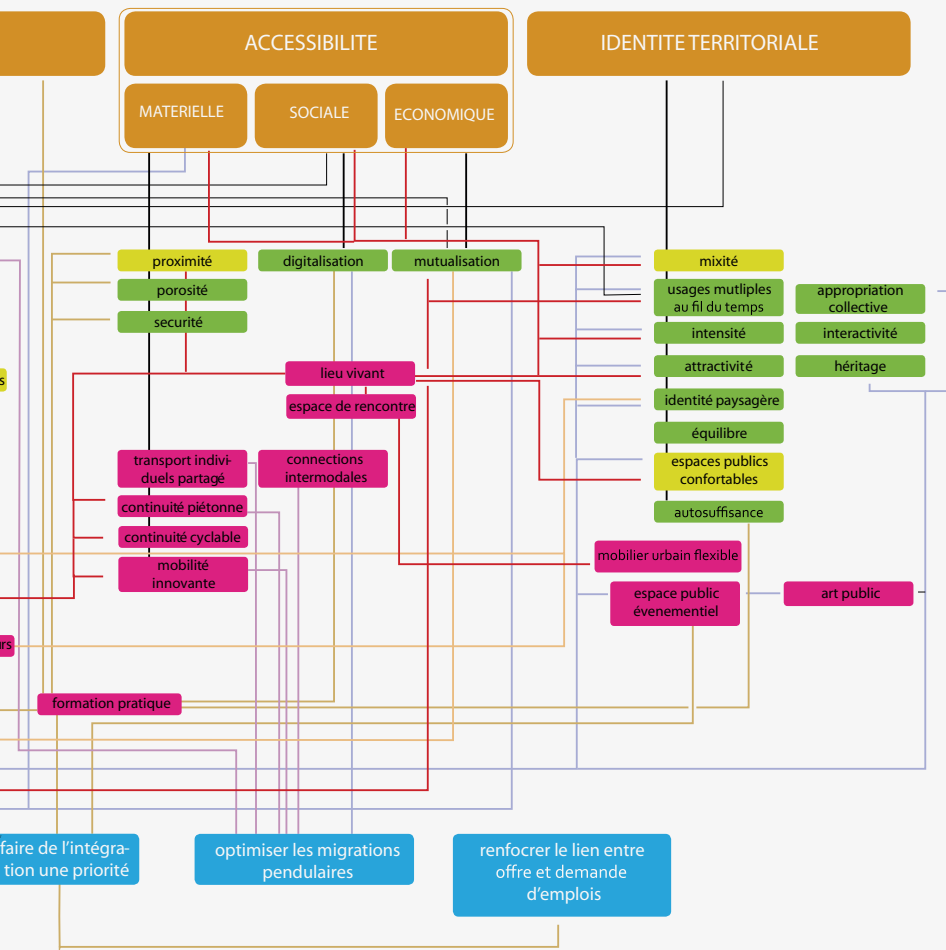 ACCESSIBILITE
IDENTITE TERRITORIALE
MATERIELLE
SOCIALE
ECONOMIQUE
proximité
digitalisation
mutualisation
mixité
porosité
usages mutliples
au fil du temps
appropriation
collective
securité
intensité
interactivité
lieu vivant
attractivité
héritage
s
espace de rencontre
identité paysagère
équilibre
transport indivi-
duels partagé
connections
intermodales
espaces publics
confortables
continuité piétonne
autosuffisance
continuité cyclable
mobilier urbain flexible
mobilité
innovante
espace public
évenementiel
art public
rs
formation pratique
faire de l'intégra-
tion une priorité
optimiser les migrations
pendulaires
renfocrer le lien entre
offre et demande
d'emplois